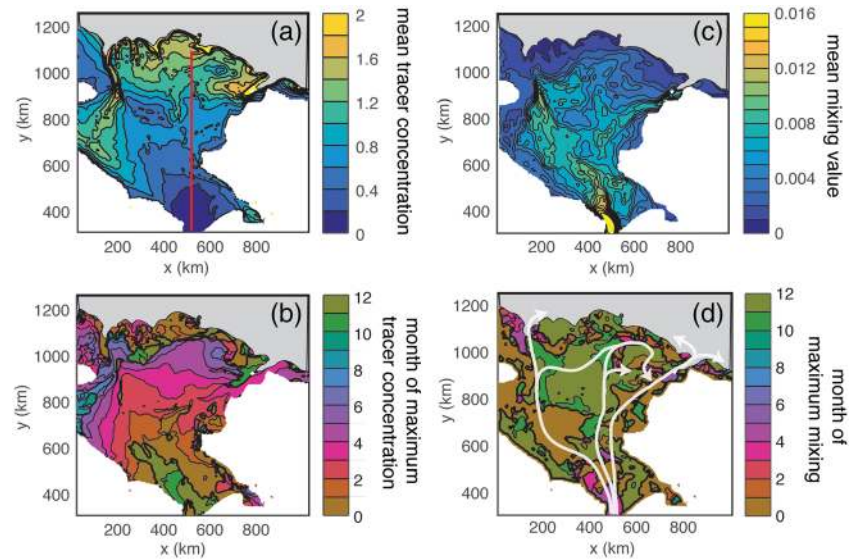 (a)
1200
1000
800
600
400
y (km)
200 400 600 800
x (km)
2
1.6
1.2
0.8
0.4
0
mean tracer concentration
(c)
1200
1000
800
600
400
y (km)
200 400 600 800
x (km)
0.016
0.012
0.008
0.004
0
mean mixing value
(b)
1200
1000
800
600
400
y (km)
200 400 600 800
x (km)
12
10
8
6
4
2
0
month of maximum
tracer concentration
(d)
1200
1000
800
600
400
y (km)
200 400 600 800
x (km)
12
10
8
6
4
2
0
month of
maximum mixing